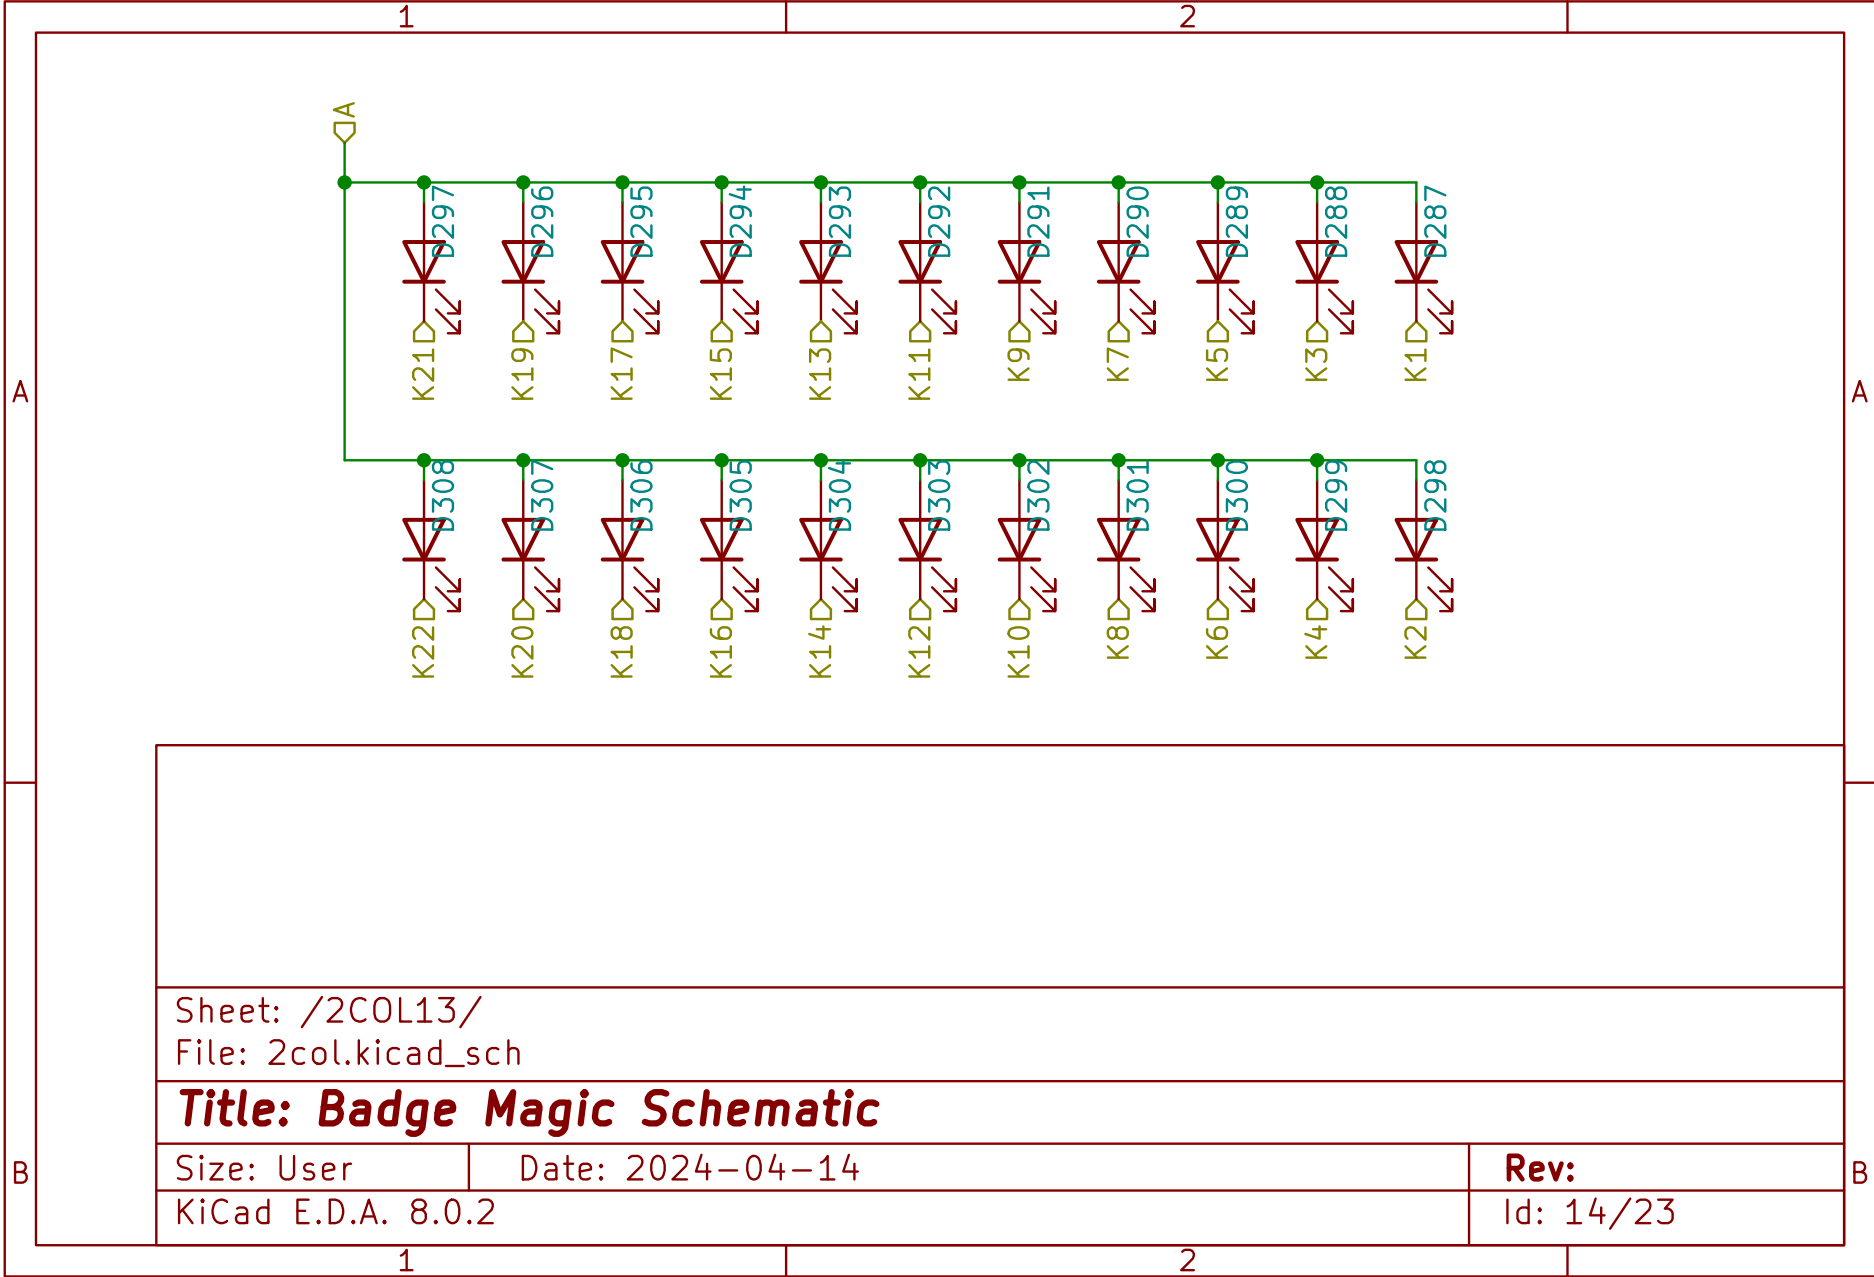 1 2
A
D297 D296 D295 D294 D293 D292 D291 D290 D289 D288 D287
K21 K19 K17 K15 K13 K11 K9 K7 K5 K3 K1
A A
D308 D307 D306 D305 D304 D303 D302 D301 D300 D299 D298
K22 K20 K18 K16 K14 K12 K10 K8 K6 K4 K2
Sheet: /2COL13/
File: 2col.kicad_sch
Title: Badge Magic Schematic
B Size: User Date: 2024-04-14 Rev: B
KiCad E.D.A. 8.0.2 Id: 14/23
1 2